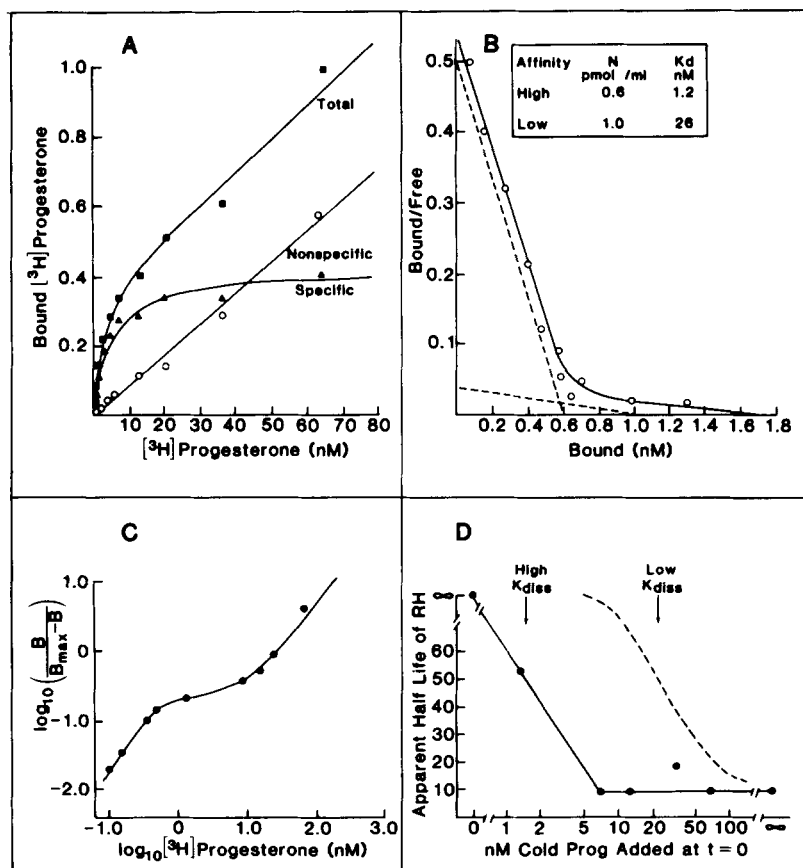 A
Bound [³H] Progesterone
1.0
0.8
0.6
0.4
0.2
Total
Nonspecific
Specific
10 20 30 40 50 60 70 80
[³H] Progesterone (nM)
B
Bound/Free
0.5
0.4
0.3
0.2
0.1
Affinity N Kd
pmol /ml nM
High 0.6 1.2
Low 1.0 26
0.2 0.4 0.6 0.8 1.0 1.2 1.4 1.6 1.8
Bound (nM)
C
log₁₀ (B / Bmax-B)
1.0
0
-1.0
-2.0
-1.0 0 1.0 2.0 3.0
log₁₀[³H] Progesterone (nM)
D
Apparent Half Life of RH
High Low
Kdiss Kdiss
∞
60
50
40
30
20
10
0 1 2 5 10 20 50 100 ∞
nM Cold Prog Added at t = 0